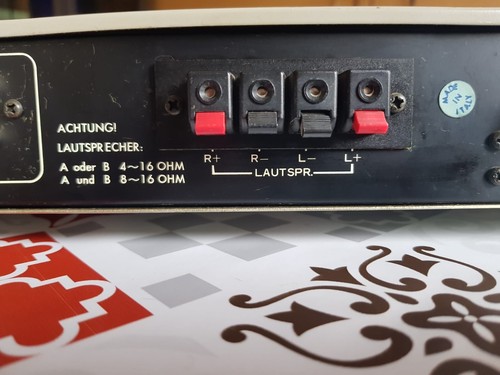 ACHTUNG!
LAUTSPRECHER:
A oder B 4~16 OHM
A und B 8~16 OHM
R+ R− L− L+
LAUTSPR.
MADE
IN
ITALY